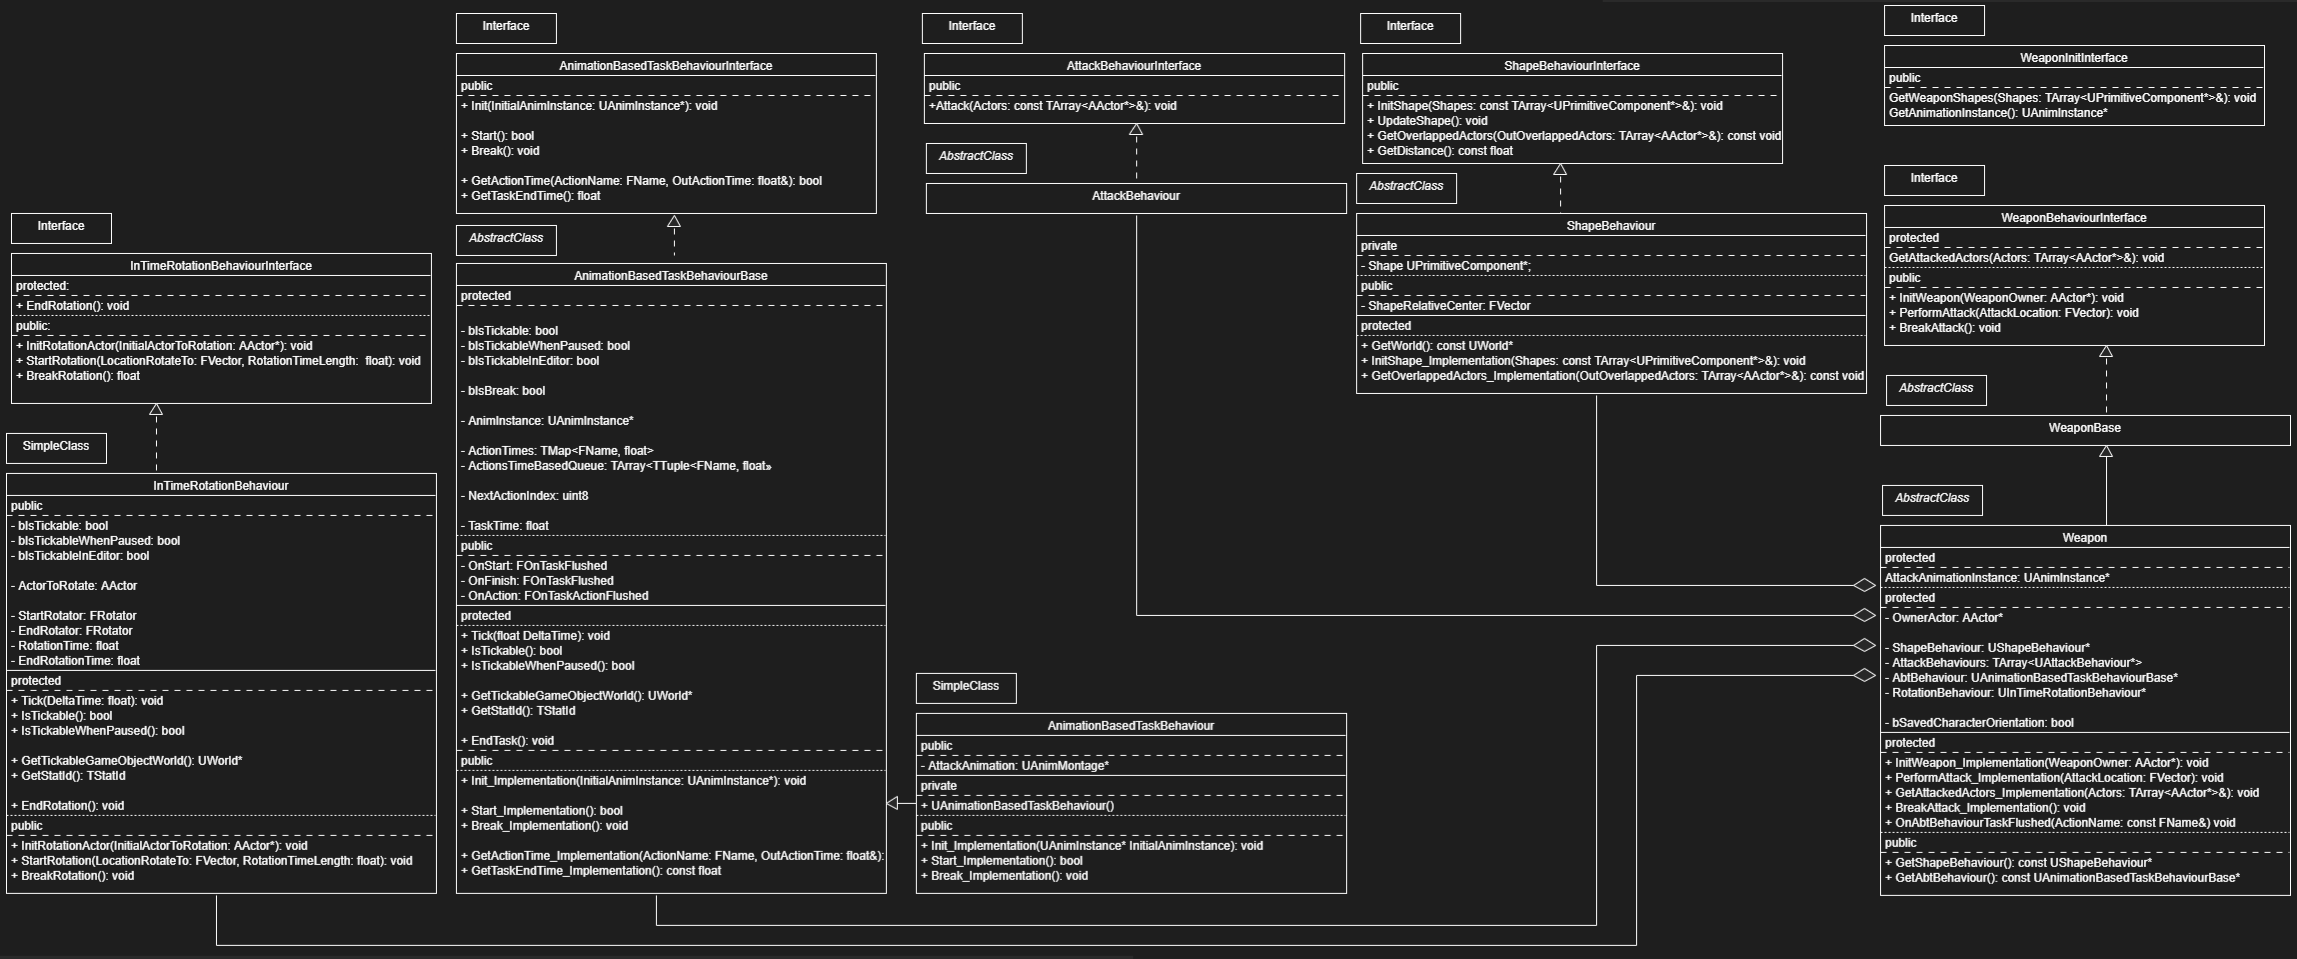 Interface
InTimeRotationBehaviourInterface
protected:
+ EndRotation(): void
public:
+ InitRotationActor(InitialActorToRotation: AActor*): void
+ StartRotation(LocationRotateTo: FVector, RotationTimeLength:  float): void
+ BreakRotation(): float
SimpleClass
InTimeRotationBehaviour
public
- bIsTickable: bool
- bIsTickableWhenPaused: bool
- bIsTickableInEditor: bool
- ActorToRotate: AActor
- StartRotator: FRotator
- EndRotator: FRotator
- RotationTime: float
- EndRotationTime: float
protected
+ Tick(DeltaTime: float): void
+ IsTickable(): bool
+ IsTickableWhenPaused(): bool
+ GetTickableGameObjectWorld(): UWorld*
+ GetStatId(): TStatId
+ EndRotation(): void
public
+ InitRotationActor(InitialActorToRotation: AActor*): void
+ StartRotation(LocationRotateTo: FVector, RotationTimeLength: float): void
+ BreakRotation(): void
Interface
AnimationBasedTaskBehaviourInterface
public
+ Init(InitialAnimInstance: UAnimInstance*): void
+ Start(): bool
+ Break(): void
+ GetActionTime(ActionName: FName, OutActionTime: float&): bool
+ GetTaskEndTime(): float
AbstractClass
AnimationBasedTaskBehaviourBase
protected
- bIsTickable: bool
- bIsTickableWhenPaused: bool
- bIsTickableInEditor: bool
- bIsBreak: bool
- AnimInstance: UAnimInstance*
- ActionTimes: TMap<FName, float>
- ActionsTimeBasedQueue: TArray<TTuple<FName, float»
- NextActionIndex: uint8
- TaskTime: float
public
- OnStart: FOnTaskFlushed
- OnFinish: FOnTaskFlushed
- OnAction: FOnTaskActionFlushed
protected
+ Tick(float DeltaTime): void
+ IsTickable(): bool
+ IsTickableWhenPaused(): bool
+ GetTickableGameObjectWorld(): UWorld*
+ GetStatId(): TStatId
+ EndTask(): void
public
+ Init_Implementation(InitialAnimInstance: UAnimInstance*): void
+ Start_Implementation(): bool
+ Break_Implementation(): void
+ GetActionTime_Implementation(ActionName: FName, OutActionTime: float&):
+ GetTaskEndTime_Implementation(): const float
Interface
AttackBehaviourInterface
public
+Attack(Actors: const TArray<AActor*>&): void
AbstractClass
AttackBehaviour
SimpleClass
AnimationBasedTaskBehaviour
public
- AttackAnimation: UAnimMontage*
private
+ UAnimationBasedTaskBehaviour()
public
+ Init_Implementation(UAnimInstance* InitialAnimInstance): void
+ Start_Implementation(): bool
+ Break_Implementation(): void
Interface
ShapeBehaviourInterface
public
+ InitShape(Shapes: const TArray<UPrimitiveComponent*>&): void
+ UpdateShape(): void
+ GetOverlappedActors(OutOverlappedActors: TArray<AActor*>&): const void
+ GetDistance(): const float
AbstractClass
ShapeBehaviour
private
- Shape UPrimitiveComponent*;
public
- ShapeRelativeCenter: FVector
protected
+ GetWorld(): const UWorld*
+ InitShape_Implementation(Shapes: const TArray<UPrimitiveComponent*>&): void
+ GetOverlappedActors_Implementation(OutOverlappedActors: TArray<AActor*>&): const void
Interface
WeaponInitInterface
public
GetWeaponShapes(Shapes: TArray<UPrimitiveComponent*>&): void
GetAnimationInstance(): UAnimInstance*
Interface
WeaponBehaviourInterface
protected
GetAttackedActors(Actors: TArray<AActor*>&): void
public
+ InitWeapon(WeaponOwner: AActor*): void
+ PerformAttack(AttackLocation: FVector): void
+ BreakAttack(): void
AbstractClass
WeaponBase
AbstractClass
Weapon
protected
AttackAnimationInstance: UAnimInstance*
protected
- OwnerActor: AActor*
- ShapeBehaviour: UShapeBehaviour*
- AttackBehaviours: TArray<UAttackBehaviour*>
- AbtBehaviour: UAnimationBasedTaskBehaviourBase*
- RotationBehaviour: UInTimeRotationBehaviour*
- bSavedCharacterOrientation: bool
protected
+ InitWeapon_Implementation(WeaponOwner: AActor*): void
+ PerformAttack_Implementation(AttackLocation: FVector): void
+ GetAttackedActors_Implementation(Actors: TArray<AActor*>&): void
+ BreakAttack_Implementation(): void
+ OnAbtBehaviourTaskFlushed(ActionName: const FName&) void
public
+ GetShapeBehaviour(): const UShapeBehaviour*
+ GetAbtBehaviour(): const UAnimationBasedTaskBehaviourBase*